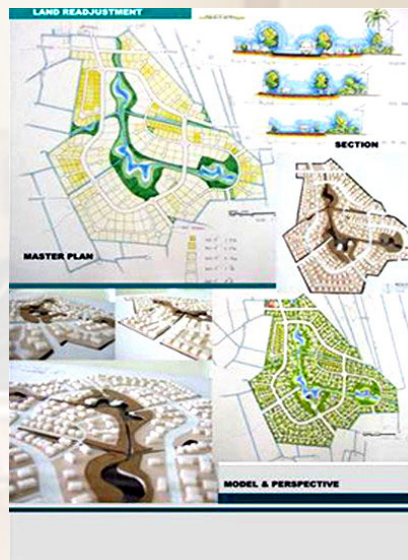 LAND READJUSTMENT
SECTION
MASTER PLAN
MODEL & PERSPECTIVE